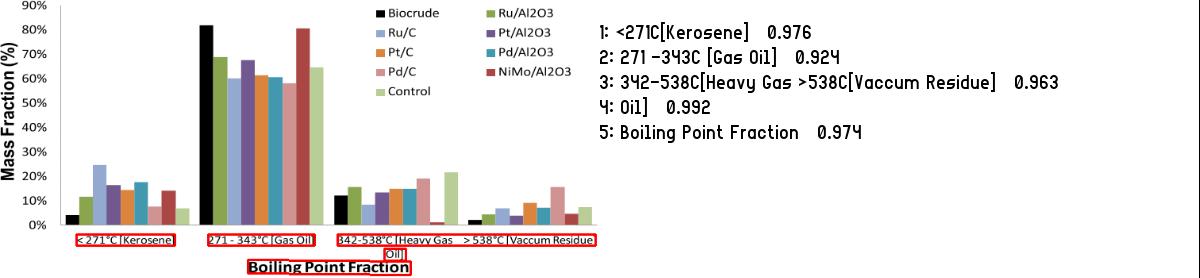 90%
80%
70%
60%
50%
40%
30%
20%
10%
0%
Mass Fraction (%)
Biocrude
Ru/C
Pt/C
Pd/C
Control
Ru/Al2O3
Pt/Al2O3
Pd/Al2O3
NiMo/Al2O3
< 271°C [Kerosene]
271 - 343°C [Gas Oil]
342-538°C [Heavy Gas
Oil]
> 538°C [Vaccum Residue
Boiling Point Fraction
1: <271C[Kerosene] 0.976
2: 271 -343C [Gas Oil] 0.924
3: 342-538C[Heavy Gas >538C[Vaccum Residue] 0.963
4: Oil] 0.992
5: Boiling Point Fraction 0.974